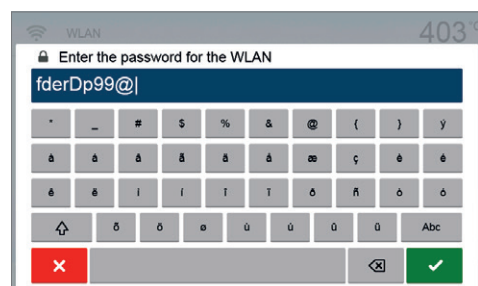 WLAN 403°C
Enter the password for the WLAN
fderDp99@
_ # $ % & @ { } ý
à á â ã ä å æ ç è é
ê ë ì í î ï ð ñ ò ó
õ ö ø ù ú û ü Abc